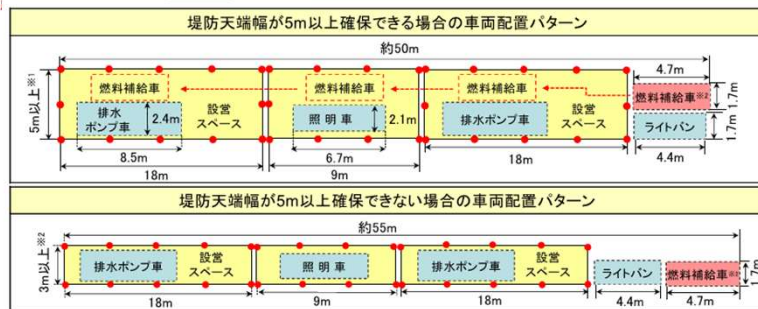 堤防天端幅が5m以上確保できる場合の車両配置パターン
約50m
4.7m
5m以上※1
燃料補給車
燃料補給車
燃料補給車
燃料補給車※2
1.7m
排水
ポンプ車
2.4m
設営
スペース
照明車
2.1m
排水ポンプ車
設営
スペース
ライトバン
1.7m
8.5m
6.7m
4.4m
18m
9m
18m
堤防天端幅が5m以上確保できない場合の車両配置パターン
約55m
3m以上※2
排水ポンプ車
設営
スペース
照明車
排水ポンプ車
設営
スペース
ライトバン
燃料補給車
1.7m
18m
9m
18m
4.4m
4.7m